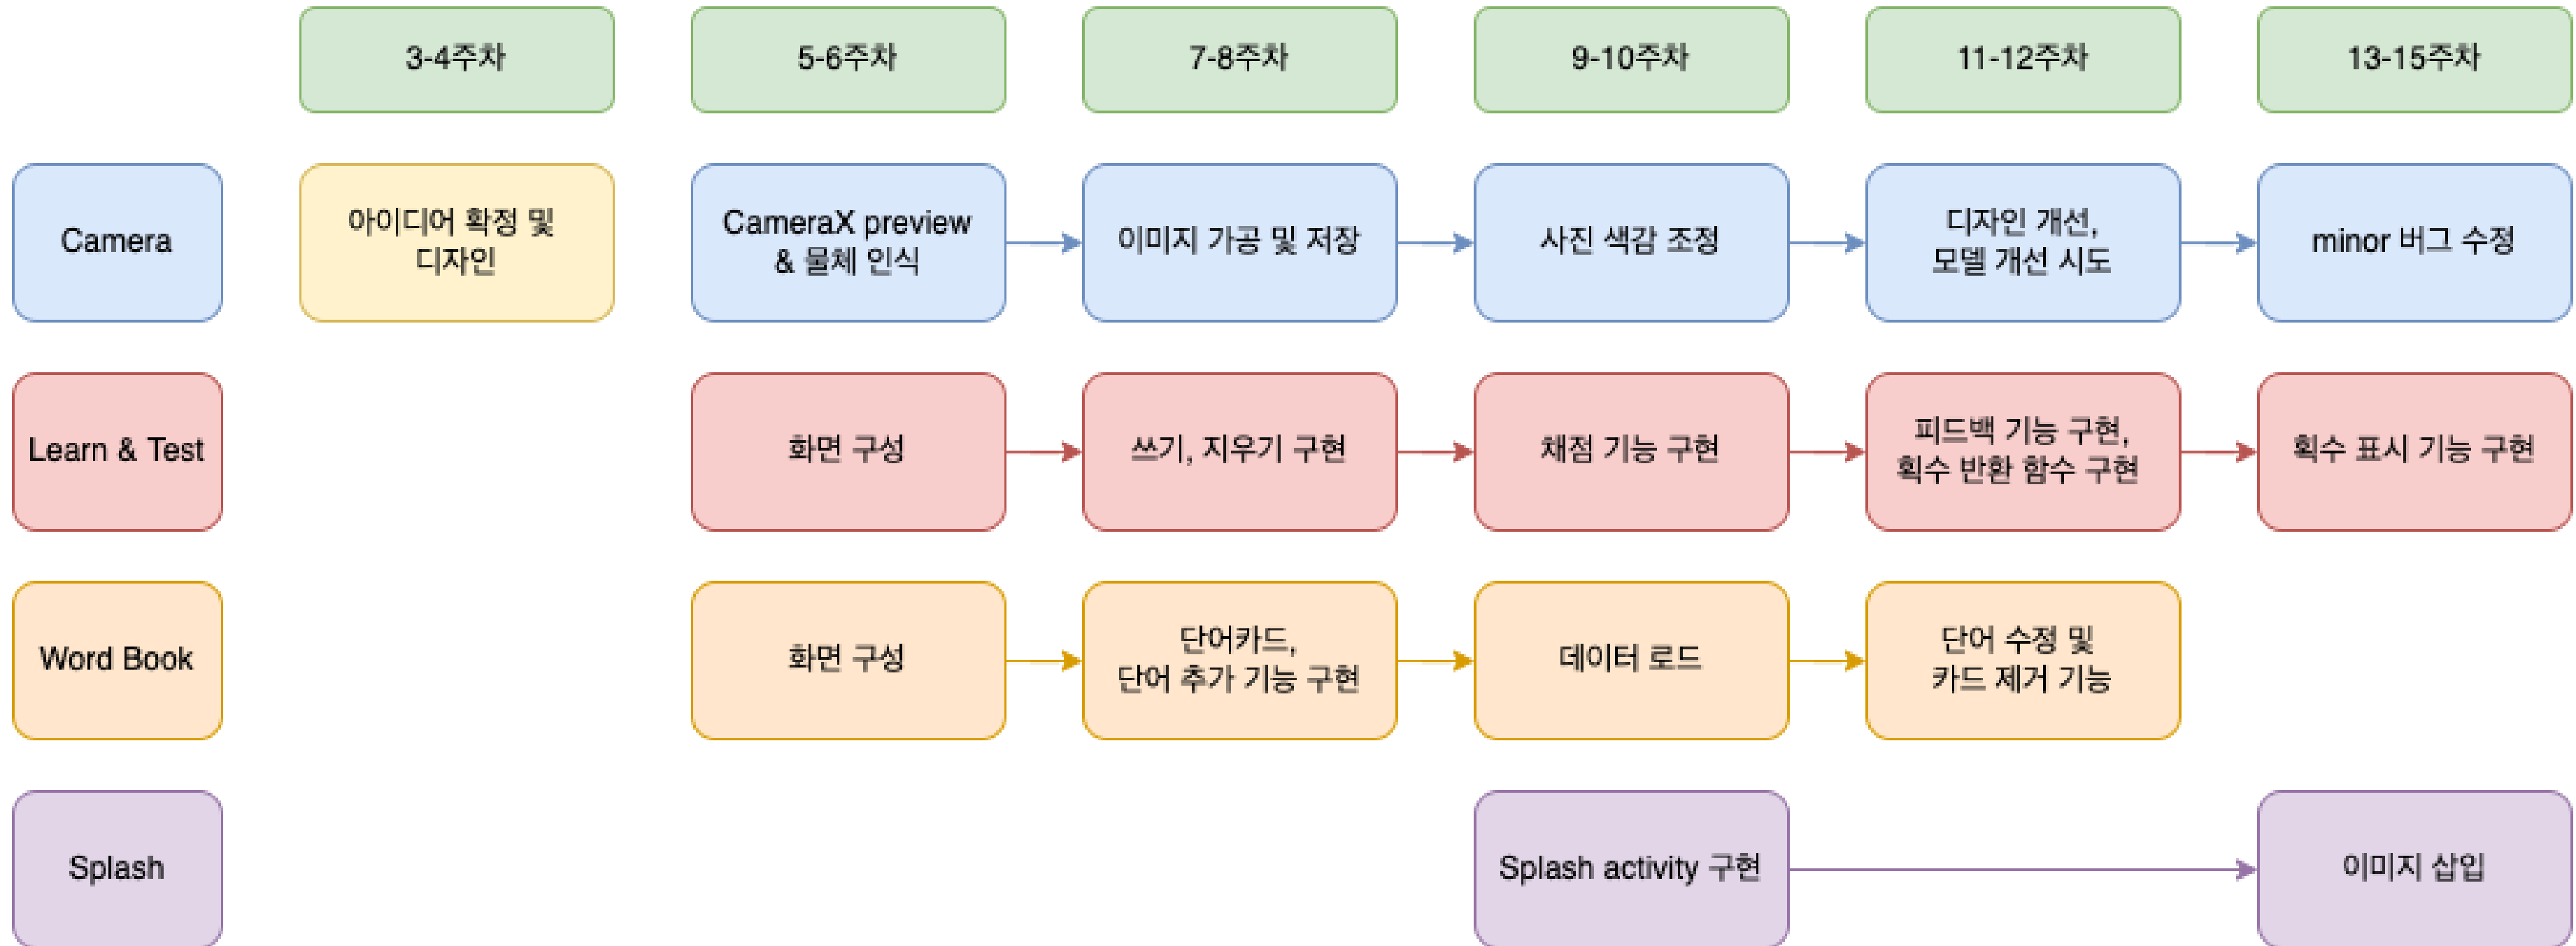 3-4주차
5-6주차
7-8주차
9-10주차
11-12주차
13-15주차
Camera
아이디어 확정 및
디자인
CameraX preview
& 물체 인식
이미지 가공 및 저장
사진 색감 조정
디자인 개선,
모델 개선 시도
minor 버그 수정
Learn & Test
화면 구성
쓰기, 지우기 구현
채점 기능 구현
피드백 기능 구현,
획수 반환 함수 구현
획수 표시 기능 구현
Word Book
화면 구성
단어카드,
단어 추가 기능 구현
데이터 로드
단어 수정 및
카드 제거 기능
Splash
Splash activity 구현
이미지 삽입